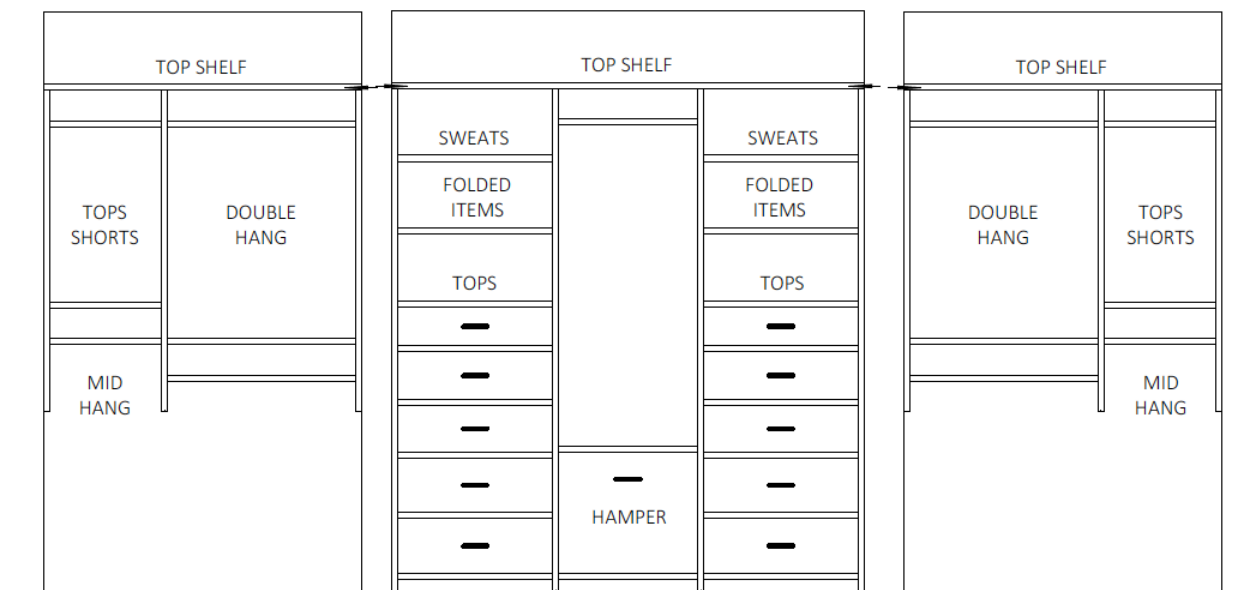 TOP SHELF
TOPS
SHORTS
DOUBLE
HANG
MID
HANG
TOP SHELF
SWEATS
FOLDED
ITEMS
TOPS
HAMPER
SWEATS
FOLDED
ITEMS
TOPS
TOP SHELF
DOUBLE
HANG
TOPS
SHORTS
MID
HANG